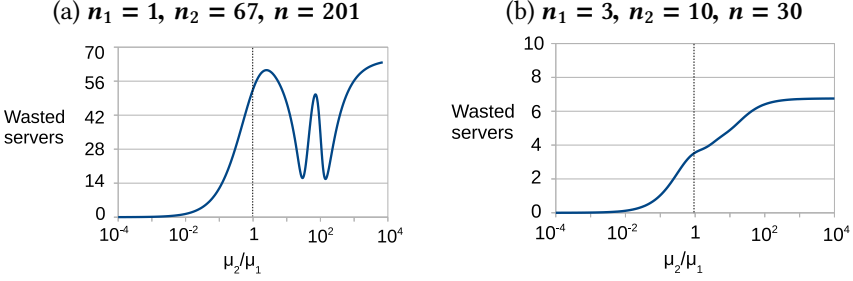 (a) n₁ = 1, n₂ = 67, n = 201
70
56
42
28
14
0
Wasted
servers
10⁻⁴
10⁻²
1
10²
10⁴
μ₂/μ₁
(b) n₁ = 3, n₂ = 10, n = 30
10
8
6
4
2
0
Wasted
servers
10⁻⁴
10⁻²
1
10²
10⁴
μ₂/μ₁